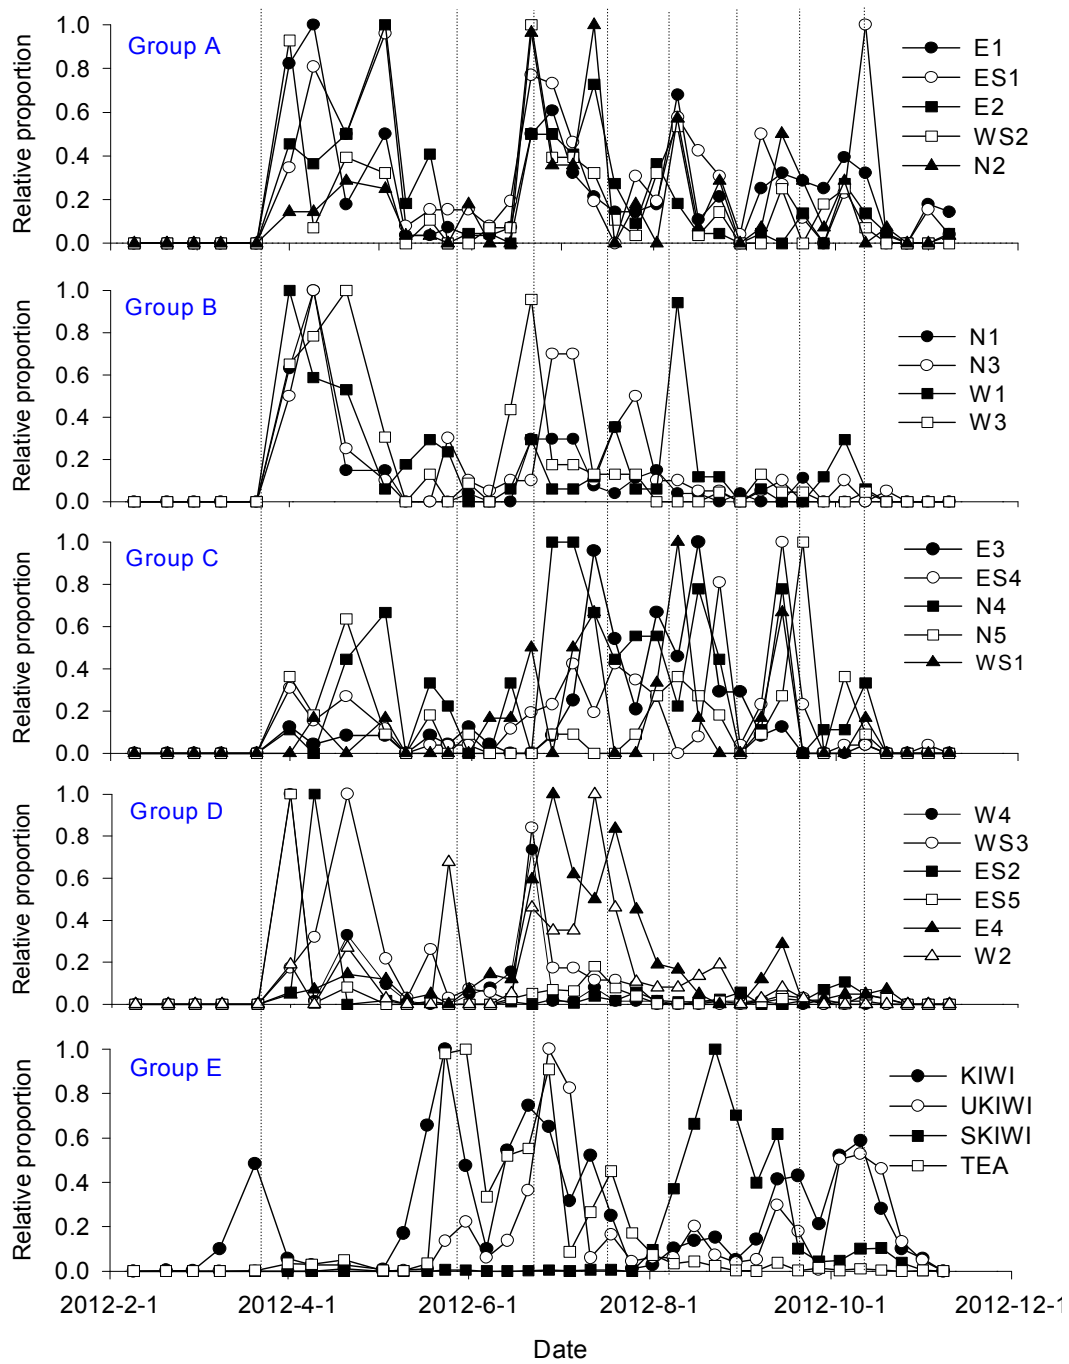 Group A
Relative proportion
1.0
0.8
0.6
0.4
0.2
0.0
E1
ES1
E2
WS2
N2
Group B
Relative proportion
1.0
0.8
0.6
0.4
0.2
0.0
N1
N3
W1
W3
Group C
Relative proportion
1.0
0.8
0.6
0.4
0.2
0.0
E3
ES4
N4
N5
WS1
Group D
Relative proportion
1.0
0.8
0.6
0.4
0.2
0.0
W4
WS3
ES2
ES5
E4
W2
Group E
Relative proportion
1.0
0.8
0.6
0.4
0.2
0.0
KIWI
UKIWI
SKIWI
TEA
2012-2-1 2012-4-1 2012-6-1 2012-8-1 2012-10-1 2012-12-1
Date